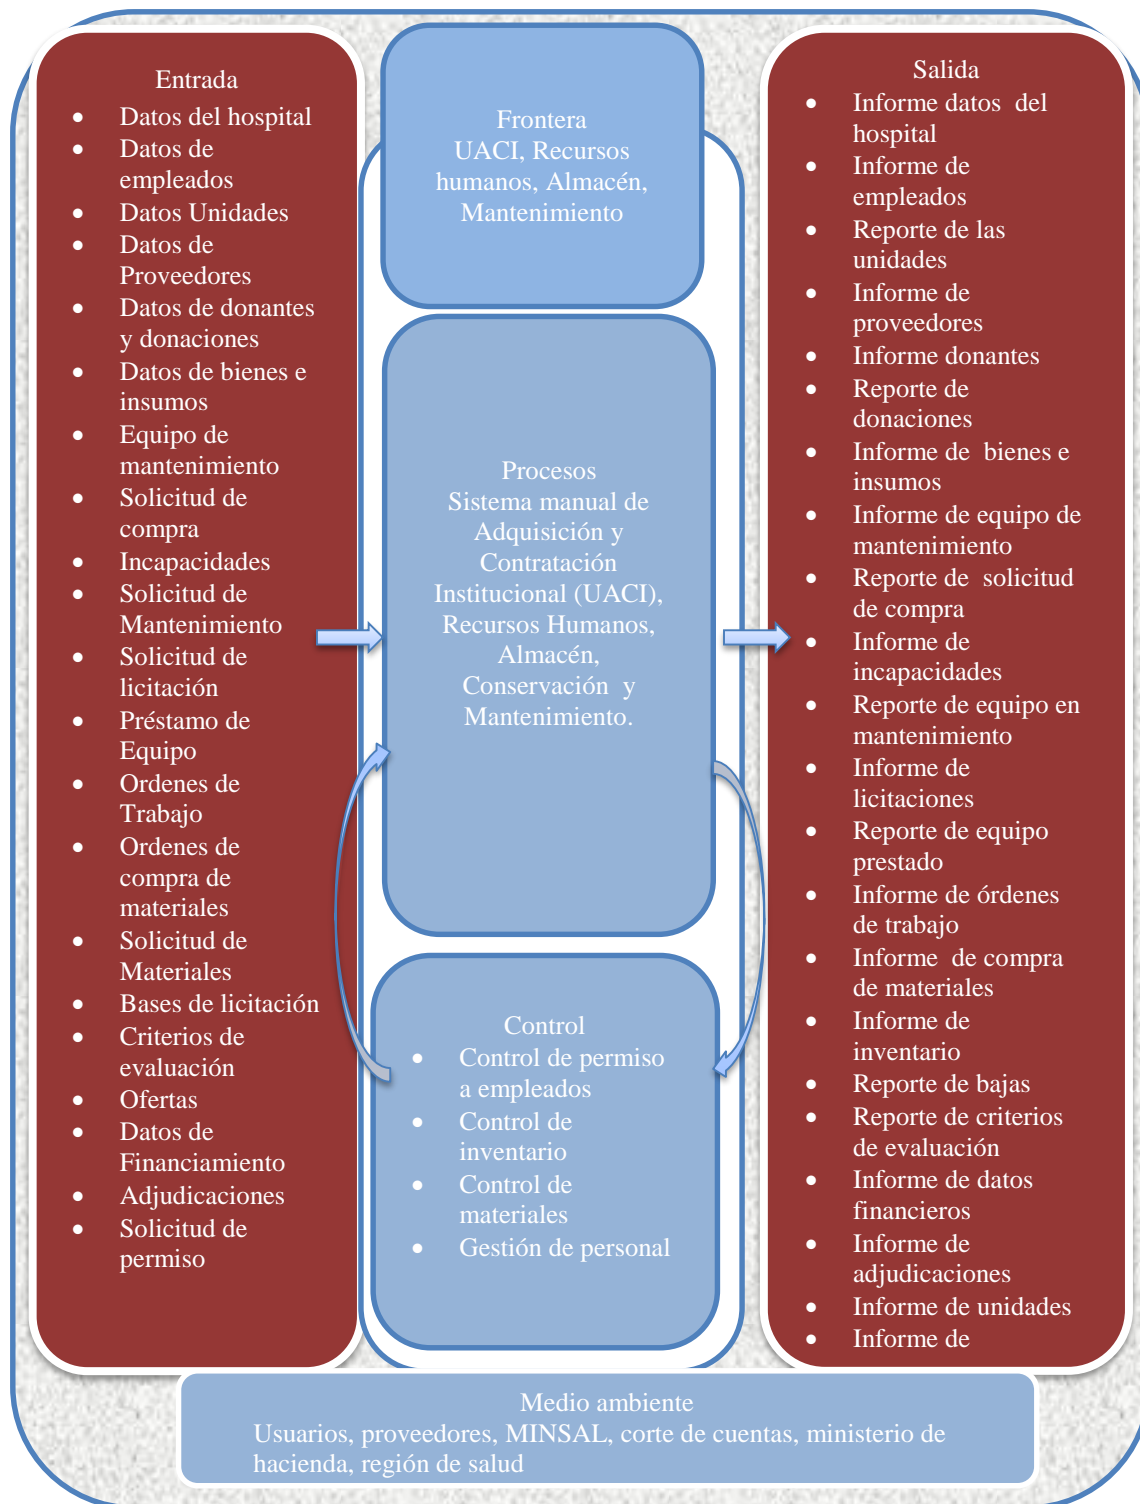 Entrada
Datos del hospital
Datos de
empleados
Datos Unidades
Datos de
Proveedores
Datos de donantes
y donaciones
Datos de bienes e
insumos
Equipo de
mantenimiento
Solicitud de
compra
Incapacidades
Solicitud de
Mantenimiento
Solicitud de
licitación
Préstamo de
Equipo
Ordenes de
Trabajo
Ordenes de
compra de
materiales
Solicitud de
Materiales
Bases de licitación
Criterios de
evaluación
Ofertas
Datos de
Financiamiento
Adjudicaciones
Solicitud de
permiso
Frontera
UACI, Recursos
humanos, Almacén,
Mantenimiento
Procesos
Sistema manual de
Adquisición y
Contratación
Institucional (UACI),
Recursos Humanos,
Almacén,
Conservación y
Mantenimiento.
Control
Control de permiso
a empleados
Control de
inventario
Control de
materiales
Gestión de personal
Salida
Informe datos del
hospital
Informe de
empleados
Reporte de las
unidades
Informe de
proveedores
Informe donantes
Reporte de
donaciones
Informe de bienes e
insumos
Informe de equipo de
mantenimiento
Reporte de solicitud
de compra
Informe de
incapacidades
Reporte de equipo en
mantenimiento
Informe de
licitaciones
Reporte de equipo
prestado
Informe de órdenes
de trabajo
Informe de compra
de materiales
Informe de
inventario
Reporte de bajas
Reporte de criterios
de evaluación
Informe de datos
financieros
Informe de
adjudicaciones
Informe de unidades
Informe de
Medio ambiente
Usuarios, proveedores, MINSAL, corte de cuentas, ministerio de
hacienda, región de salud